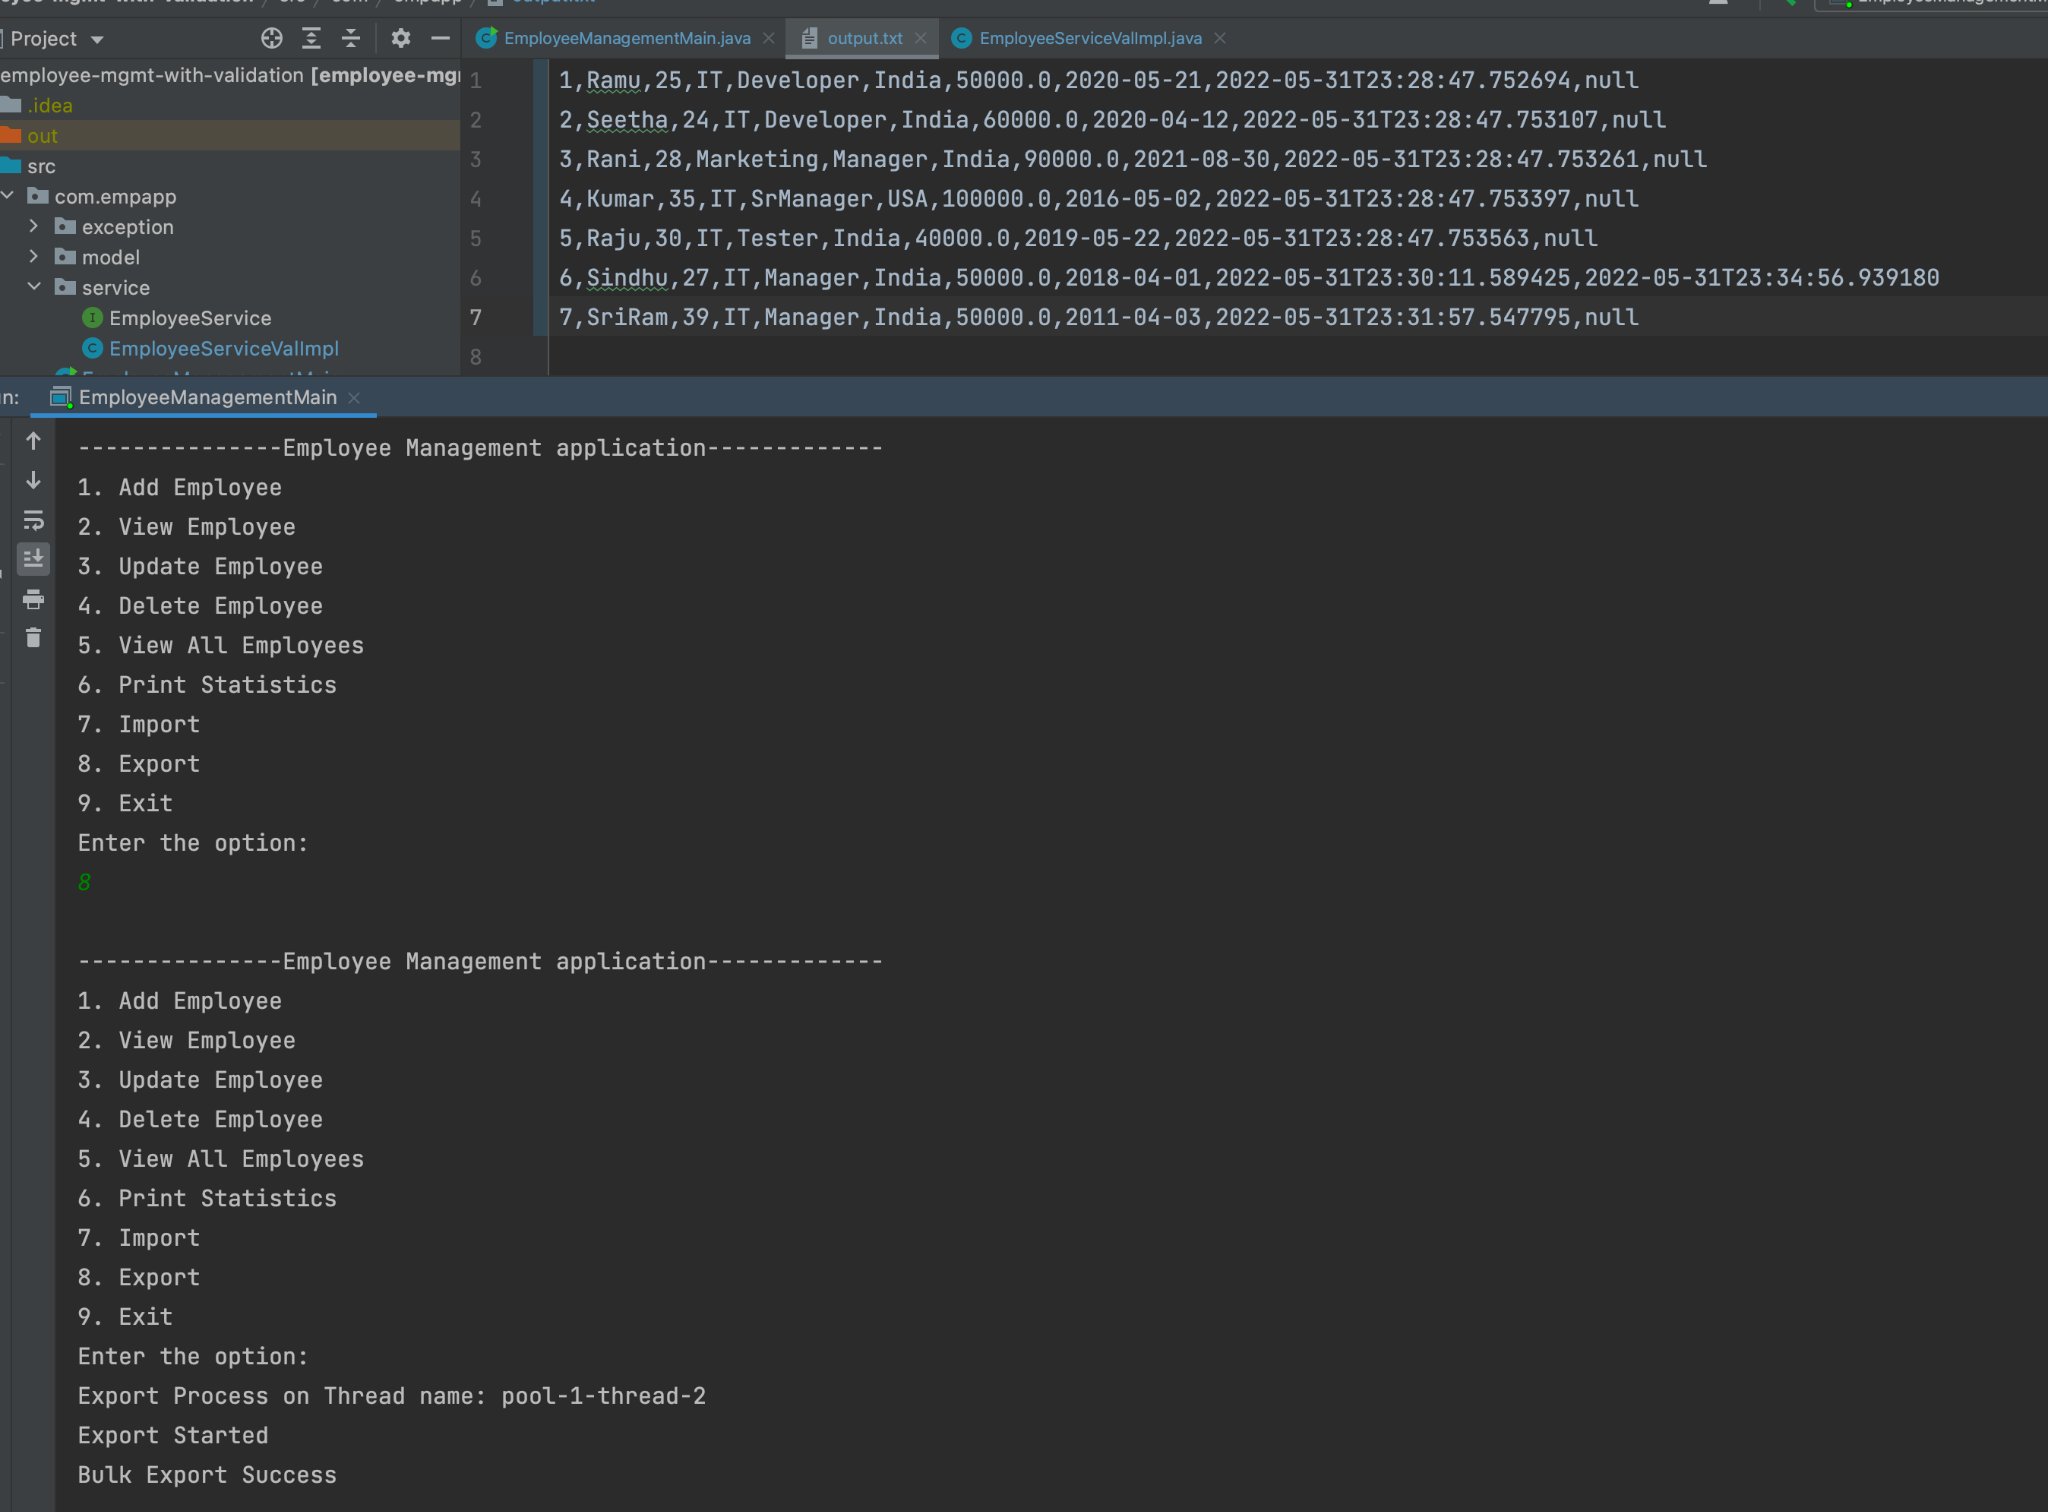 Project
EmployeeManagementMain.java
output.txt
EmployeeServiceValImpl.java
employee-mgmt-with-validation [employee-mg
.idea
out
src
com.empapp
exception
model
service
EmployeeService
EmployeeServiceValImpl
1 1,Ramu,25,IT,Developer,India,50000.0,2020-05-21,2022-05-31T23:28:47.752694,null
2 2,Seetha,24,IT,Developer,India,60000.0,2020-04-12,2022-05-31T23:28:47.753107,null
3 3,Rani,28,Marketing,Manager,India,90000.0,2021-08-30,2022-05-31T23:28:47.753261,null
4 4,Kumar,35,IT,SrManager,USA,100000.0,2016-05-02,2022-05-31T23:28:47.753397,null
5 5,Raju,30,IT,Tester,India,40000.0,2019-05-22,2022-05-31T23:28:47.753563,null
6 6,Sindhu,27,IT,Manager,India,50000.0,2018-04-01,2022-05-31T23:30:11.589425,2022-05-31T23:34:56.939180
7 7,SriRam,39,IT,Manager,India,50000.0,2011-04-03,2022-05-31T23:31:57.547795,null
8
n: EmployeeManagementMain
---------------Employee Management application-------------
1. Add Employee
2. View Employee
3. Update Employee
4. Delete Employee
5. View All Employees
6. Print Statistics
7. Import
8. Export
9. Exit
Enter the option:
8
---------------Employee Management application-------------
1. Add Employee
2. View Employee
3. Update Employee
4. Delete Employee
5. View All Employees
6. Print Statistics
7. Import
8. Export
9. Exit
Enter the option:
Export Process on Thread name: pool-1-thread-2
Export Started
Bulk Export Success